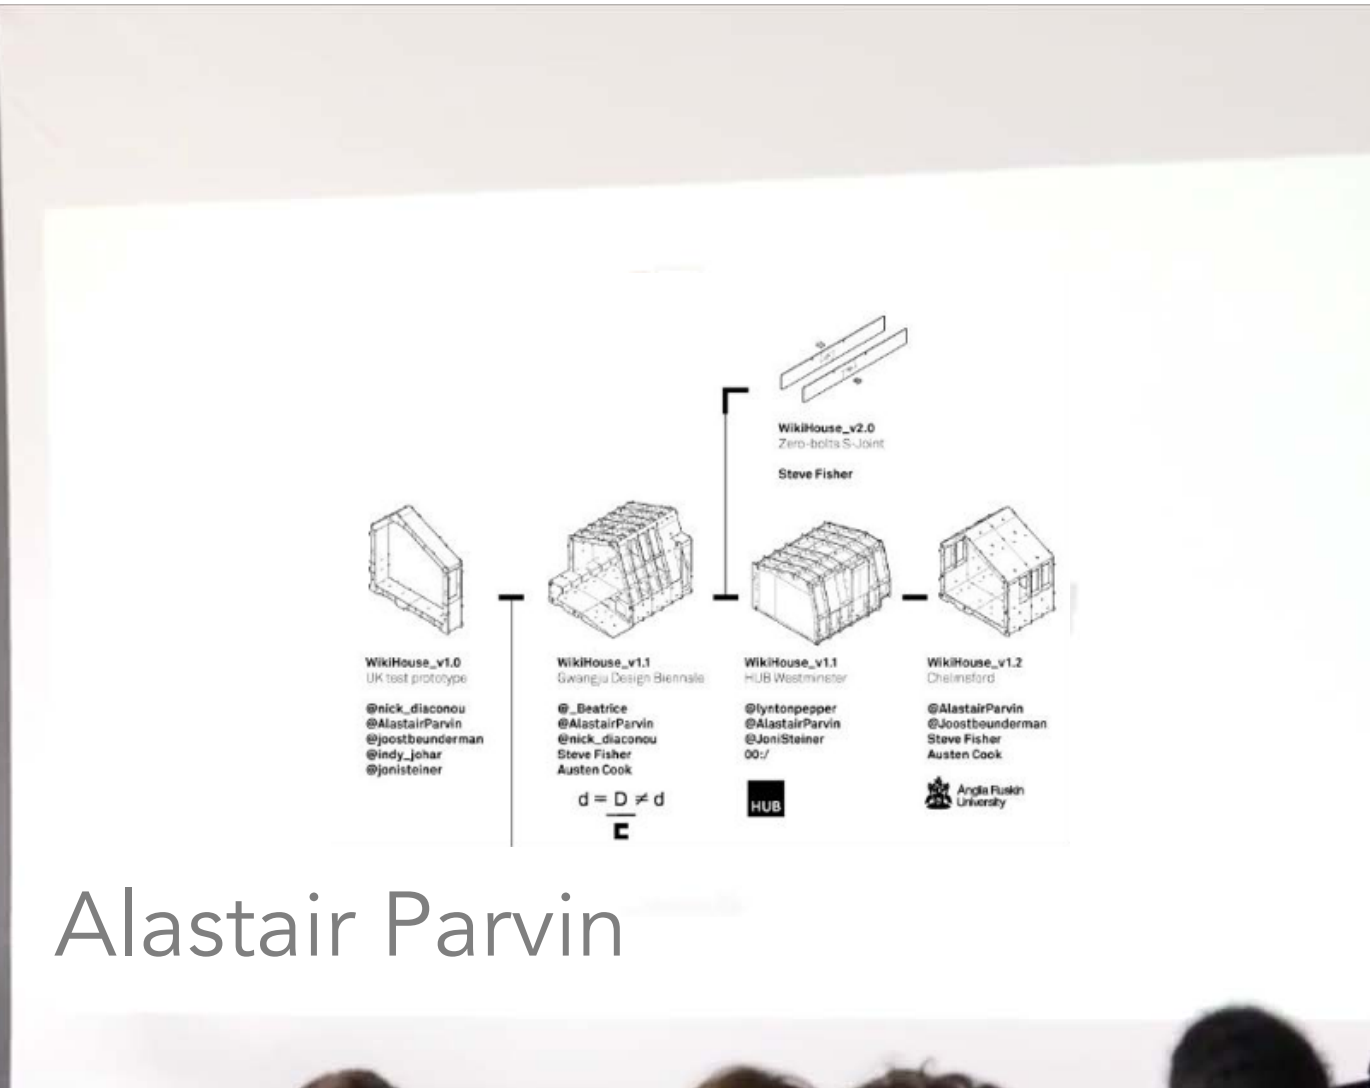 WikiHouse_v2.0
Zero-bolts S-Joint
Steve Fisher
WikiHouse_v1.0
UK test prototype
@nick_diaconou
@AlastairParvin
@joostbeunderman
@indy_johar
@jonisteiner
WikiHouse_v1.1
Gwangju Design Biennale
@_Beatrice
@AlastairParvin
@nick_diaconou
Steve Fisher
Austen Cook
d = D ≠ d
WikiHouse_v1.1
HUB Westminster
@lyntonpepper
@AlastairParvin
@JoniSteiner
00:/
HUB
WikiHouse_v1.2
Chelmsford
@AlastairParvin
@Joostbeunderman
Steve Fisher
Austen Cook
Anglia Ruskin
University
Alastair Parvin